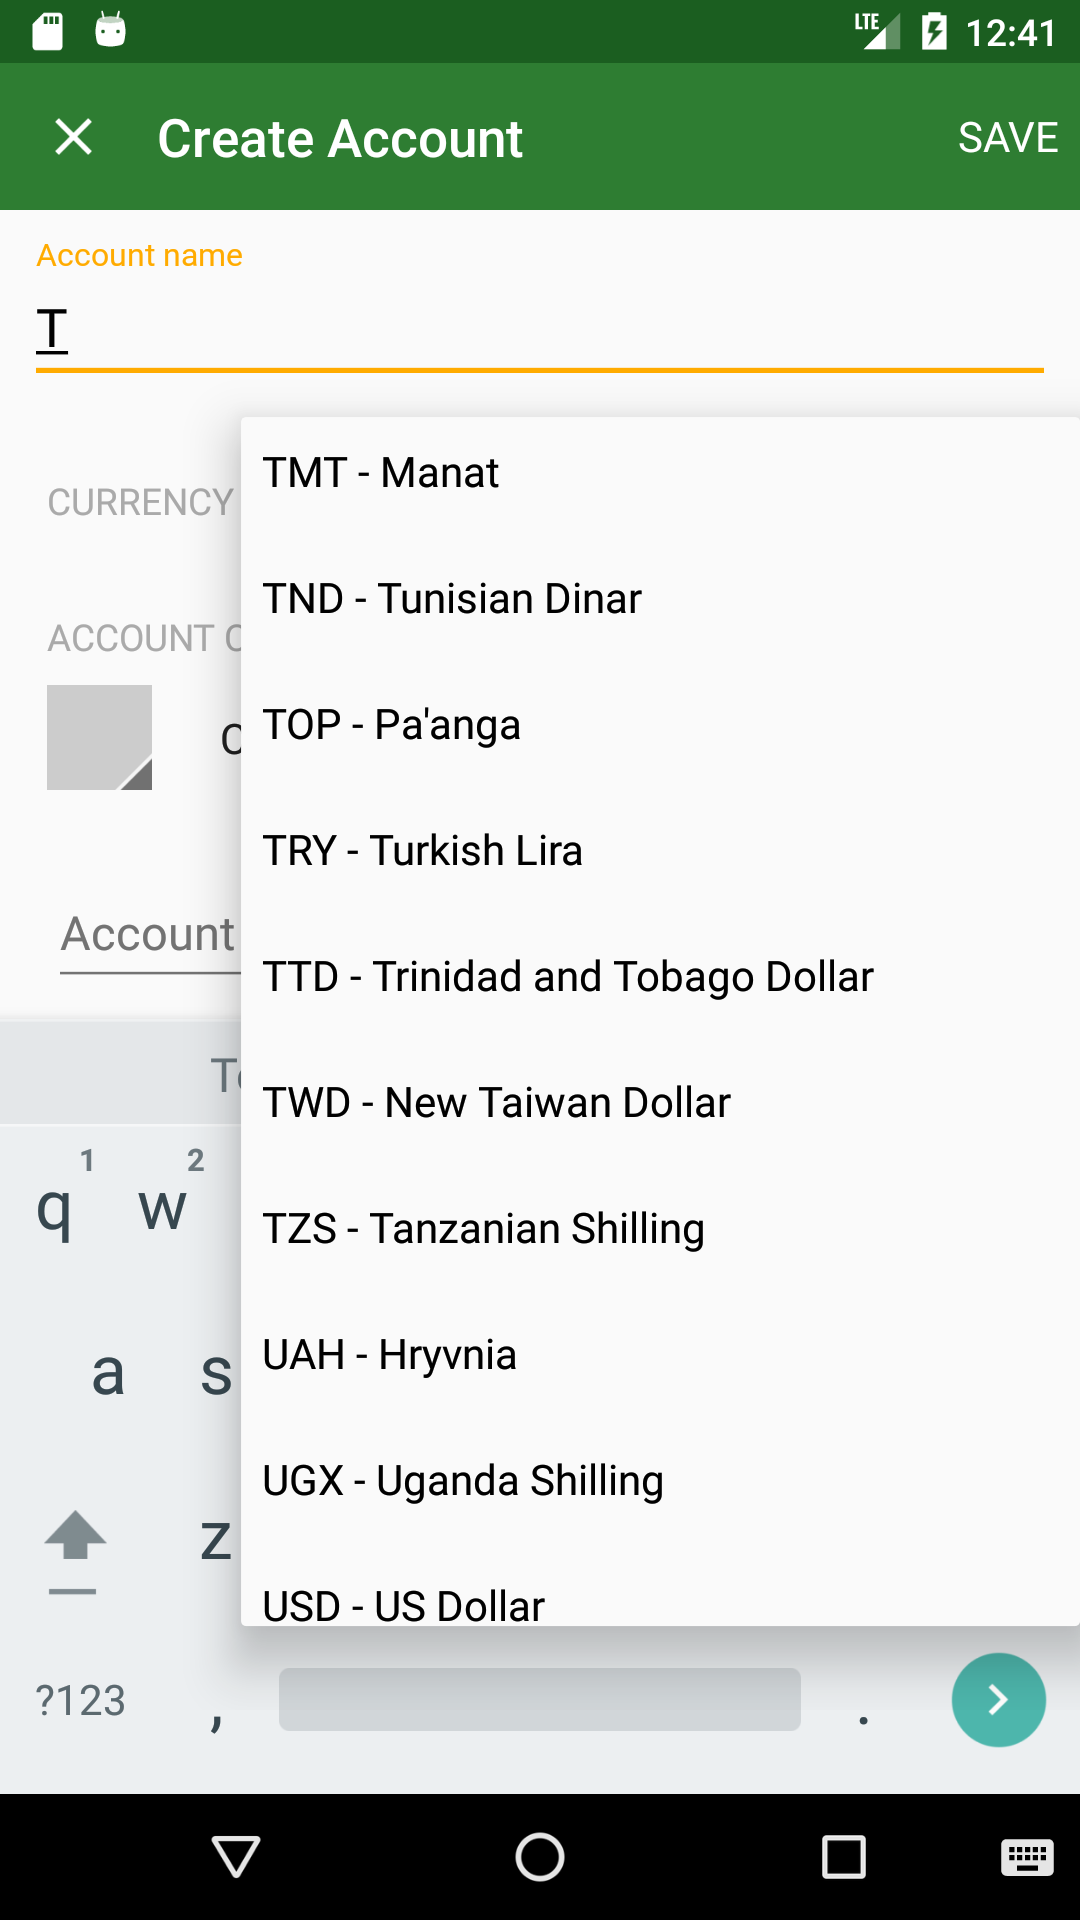 LTE 12:41
Create Account SAVE
Account name
T
CURRENCY
TMT - Manat
TND - Tunisian Dinar
ACCOUNT
TOP - Pa'anga
TRY - Turkish Lira
Account
TTD - Trinidad and Tobago Dollar
TWD - New Taiwan Dollar
1 2
q w
TZS - Tanzanian Shilling
UAH - Hryvnia
a s
UGX - Uganda Shilling
z
USD - US Dollar
?123 , .